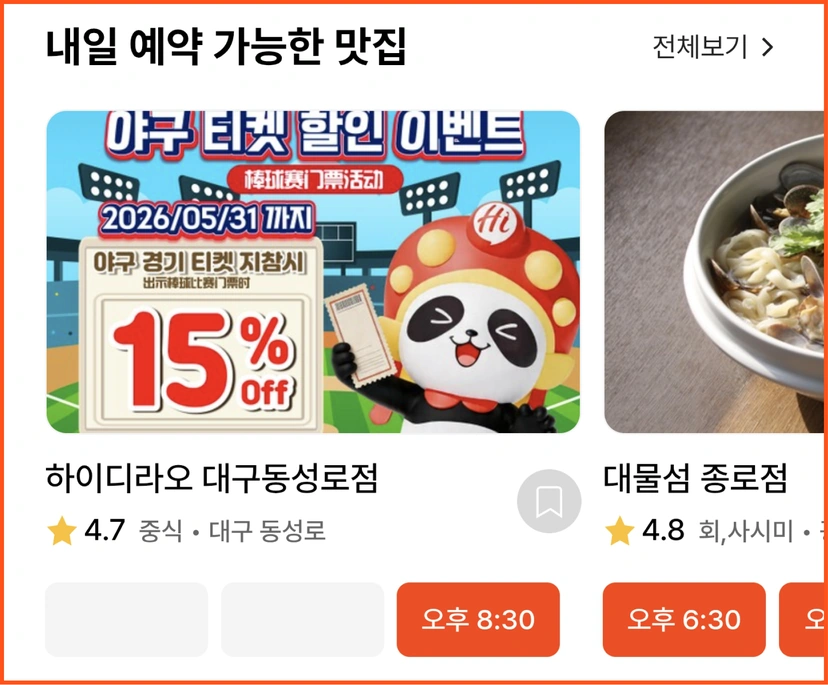 내일 예약 가능한 맛집
전체보기
야구 티켓 할인 이벤트
棒球赛门票活动
2026/05/31 까지
야구 경기 티켓 지참시
出示棒球比赛门票时
15%
Off
Hi
하이디라오 대구동성로점
4.7 중식 • 대구 동성로
오후 8:30
대물섬 종로점
4.8 회,사시미 •
오후 6:30